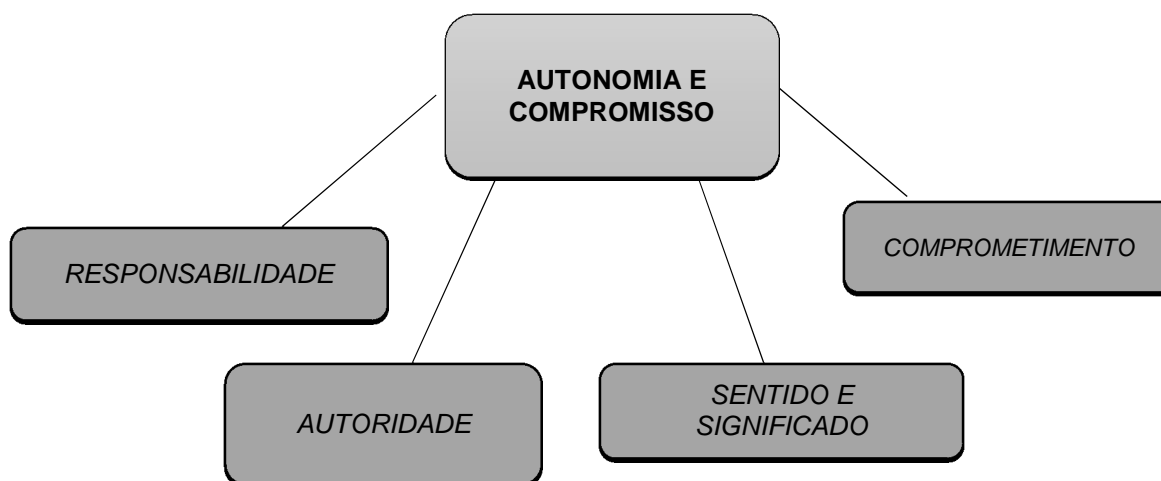 AUTONOMIA E
COMPROMISSO
RESPONSABILIDADE
COMPROMETIMENTO
AUTORIDADE
SENTIDO E
SIGNIFICADO